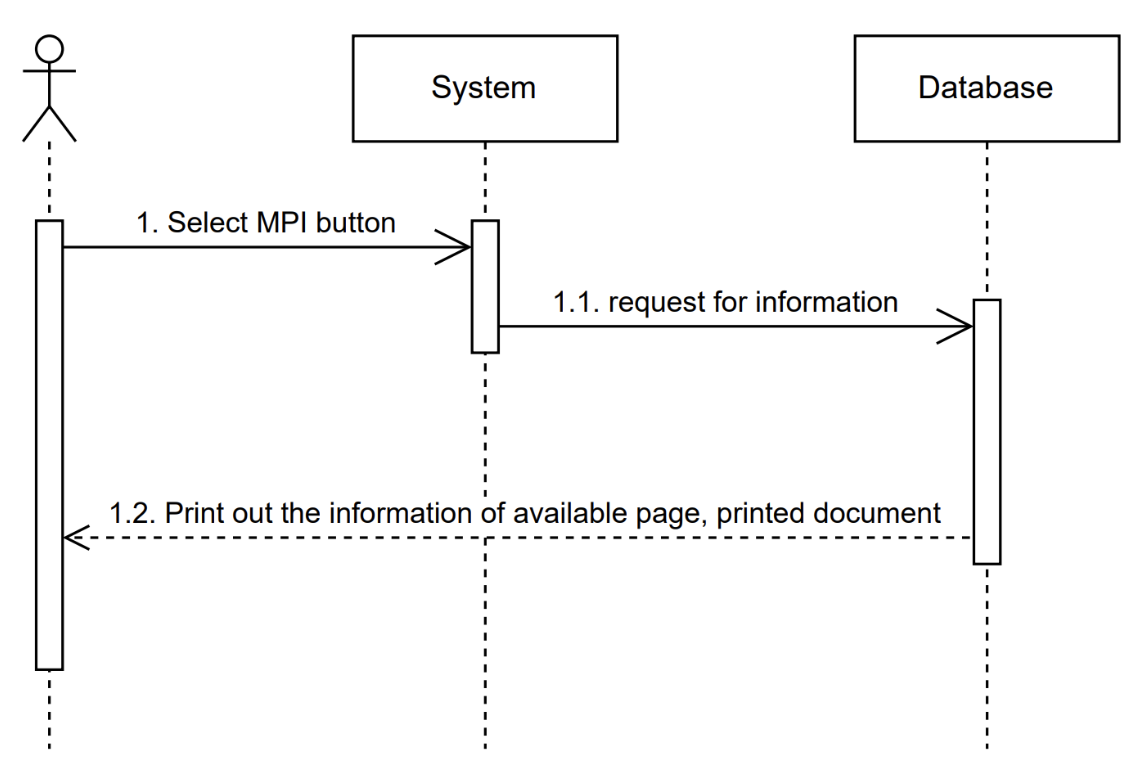 System
Database
1. Select MPI button
1.1. request for information
1.2. Print out the information of available page, printed document